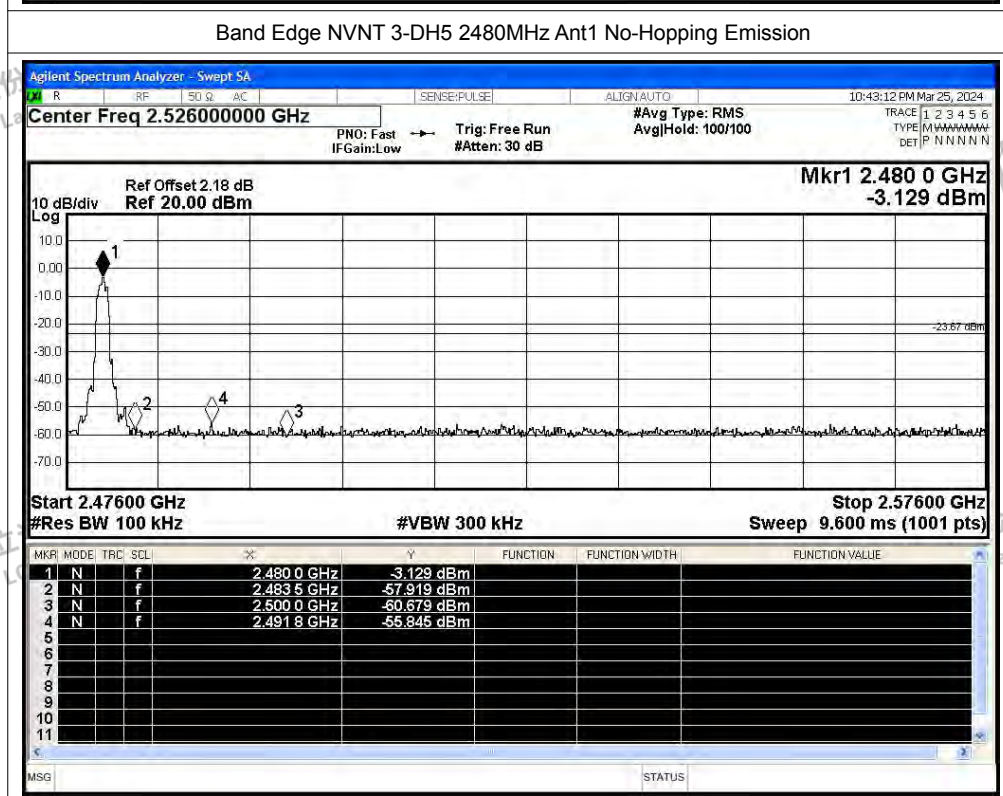 Band Edge NVNT 3-DH5 2480MHz Ant1 No-Hopping Emission
Agilent Spectrum Analyzer - Swept SA
LXI R RF 50 Ω AC SENSE:PULSE ALIGN AUTO 10:43:12 PM Mar 25, 2024
Center Freq 2.526000000 GHz #Avg Type: RMS TRACE 1 2 3 4 5 6
PNO: Fast Trig: Free Run Avg|Hold: 100/100 TYPE M
IFGain:Low #Atten: 30 dB DET P N N N N N
Mkr1 2.480 0 GHz
Ref Offset 2.18 dB
10 dB/div Ref 20.00 dBm -3.129 dBm
Log
10.0
1
0.00
-10.0
-20.0
-23.67 dBm
-30.0
-40.0
-50.0 2 4 3
-60.0
-70.0
Start 2.47600 GHz Stop 2.57600 GHz
#Res BW 100 kHz #VBW 300 kHz Sweep 9.600 ms (1001 pts)
MKR MODE TRC SCL X Y FUNCTION FUNCTION WIDTH FUNCTION VALUE
1 N f 2.480 0 GHz -3.129 dBm
2 N f 2.483 5 GHz -57.919 dBm
3 N f 2.500 0 GHz -60.679 dBm
4 N f 2.491 8 GHz -55.845 dBm
5
6
7
8
9
10
11
MSG STATUS